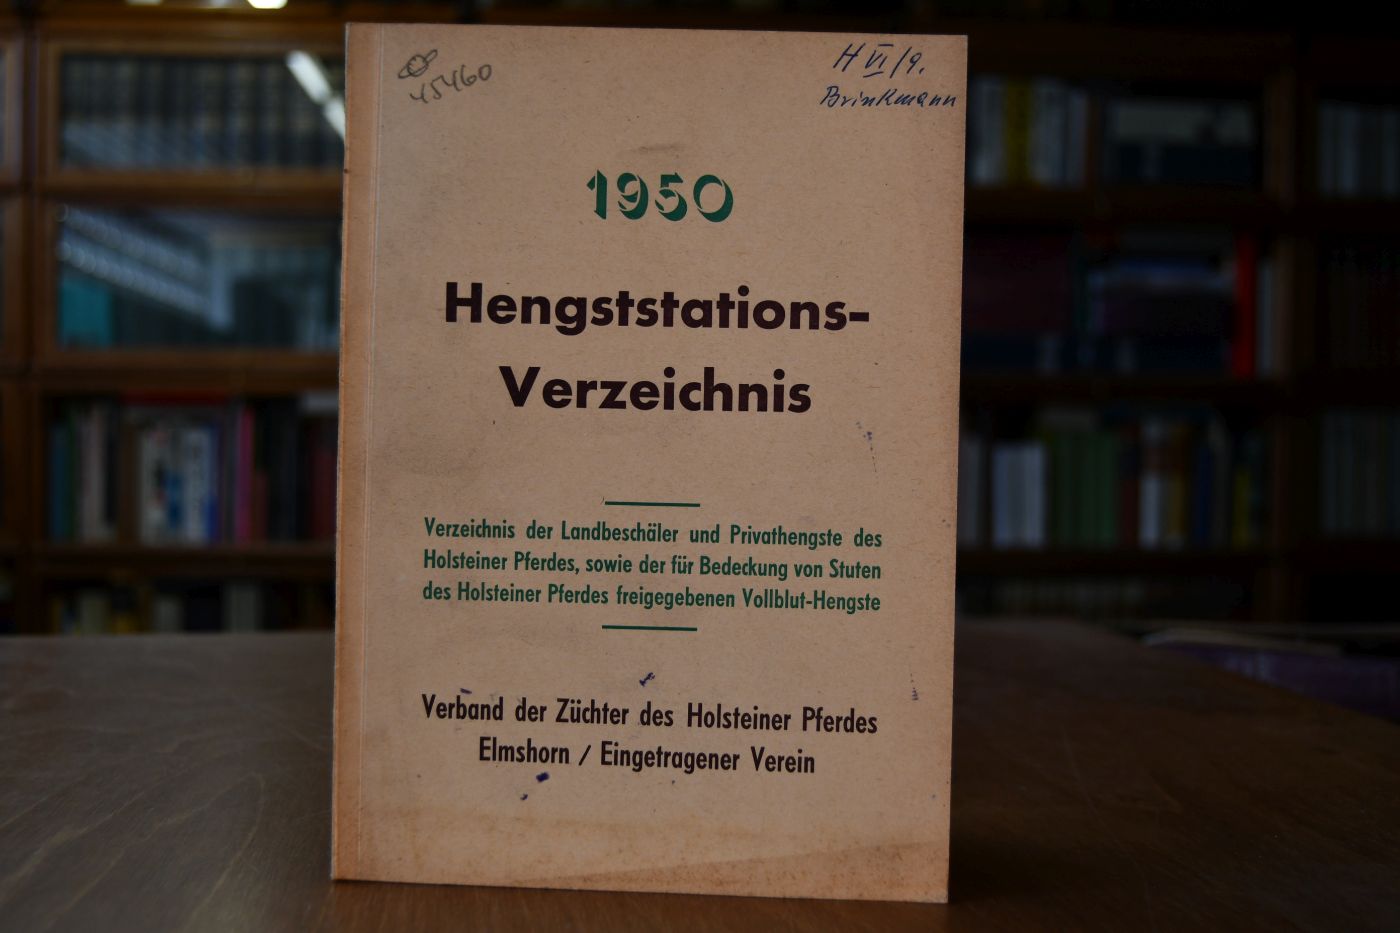 45460
H VI/9.
Brinkmann
1950
Hengststations-
Verzeichnis
Verzeichnis der Landbeschäler und Privathengste des
Holsteiner Pferdes, sowie der für Bedeckung von Stuten
des Holsteiner Pferdes freigegebenen Vollblut-Hengste
Verband der Züchter des Holsteiner Pferdes
Elmshorn / Eingetragener Verein